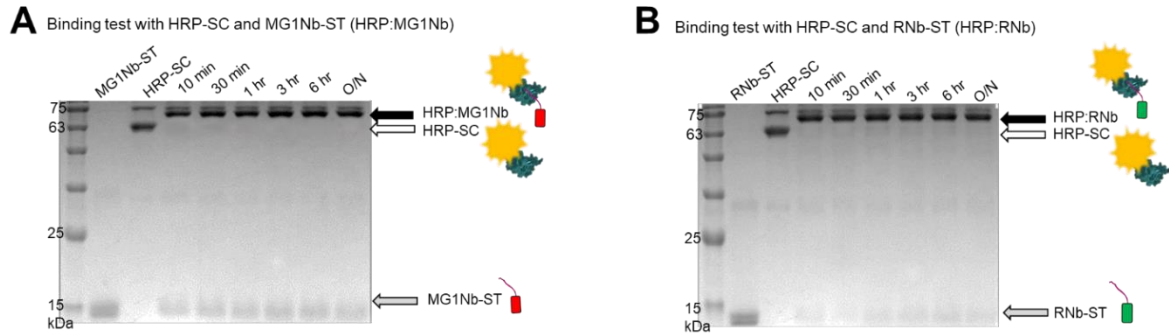 A Binding test with HRP-SC and MG1Nb-ST (HRP:MG1Nb)
MG1Nb-ST HRP-SC 10 min 30 min 1 hr 3 hr 6 hr O/N
75
63
25
15
kDa
HRP:MG1Nb
HRP-SC
MG1Nb-ST
B Binding test with HRP-SC and RNb-ST (HRP:RNb)
RNb-ST HRP-SC 10 min 30 min 1 hr 3 hr 6 hr O/N
75
63
25
15
kDa
HRP:RNb
HRP-SC
RNb-ST